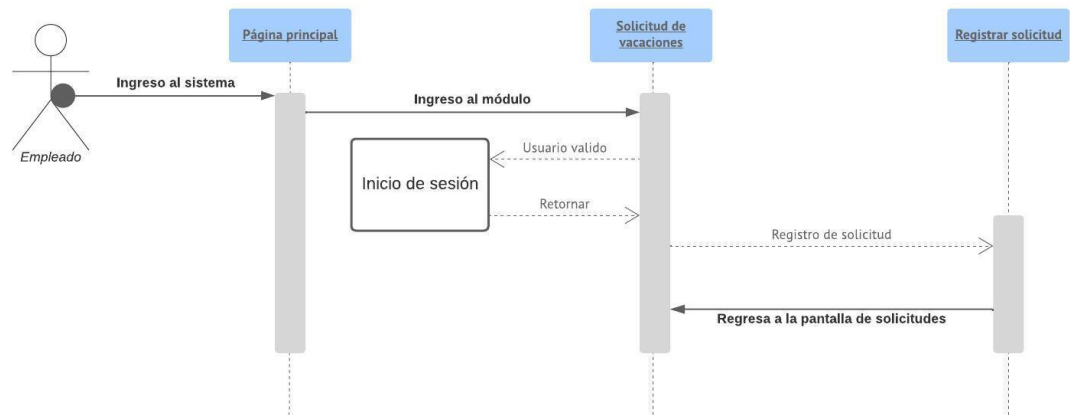 Página principal
Solicitud de
vacaciones
Registrar solicitud
Ingreso al sistema
Ingreso al módulo
Empleado
Usuario valido
Inicio de sesión
Retornar
Registro de solicitud
Regresa a la pantalla de solicitudes